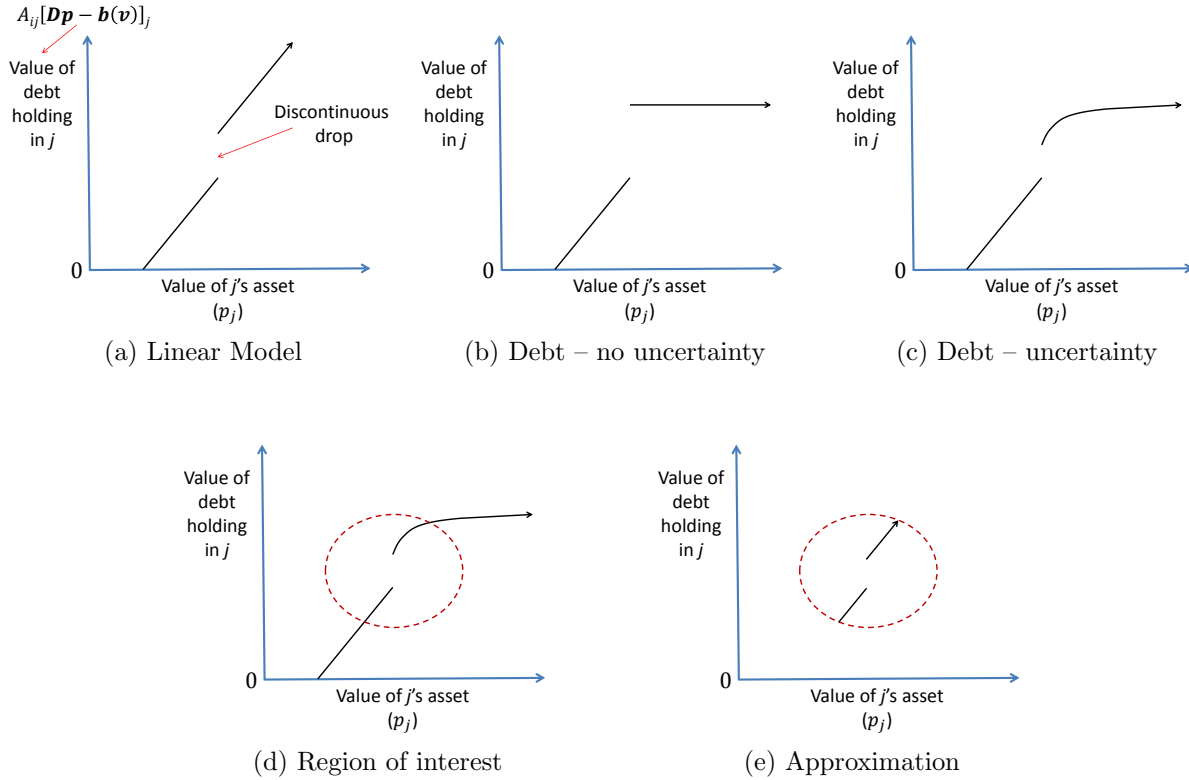 A_{ij}[Dp − b(v)]_j
Value of
debt
holding
in j
Discontinuous
drop
0
Value of j's asset
(p_j)
(a) Linear Model
Value of
debt
holding
in j
0
Value of j's asset
(p_j)
(b) Debt – no uncertainty
Value of
debt
holding
in j
0
Value of j's asset
(p_j)
(c) Debt – uncertainty
Value of
debt
holding
in j
0
Value of j's asset
(p_j)
(d) Region of interest
Value of
debt
holding
in j
0
Value of j's asset
(p_j)
(e) Approximation